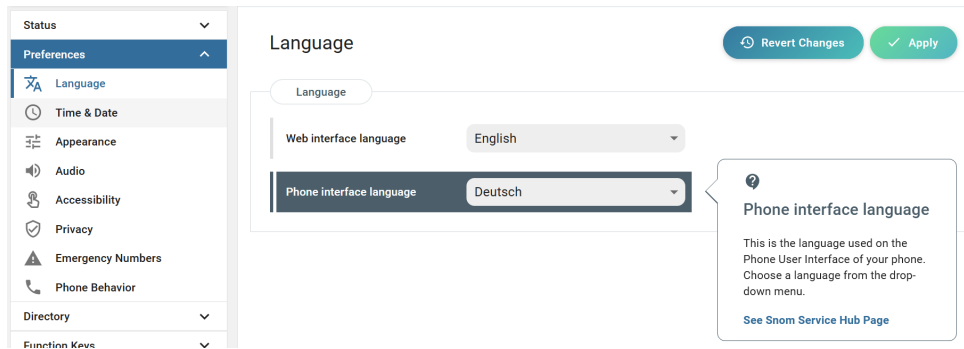 Status
Preferences
Language
Time & Date
Appearance
Audio
Accessibility
Privacy
Emergency Numbers
Phone Behavior
Directory
Function Keys
Language
Revert Changes
Apply
Language
Web interface language
English
Phone interface language
Deutsch
Phone interface language
This is the language used on the
Phone User Interface of your phone.
Choose a language from the drop-
down menu.
See Snom Service Hub Page